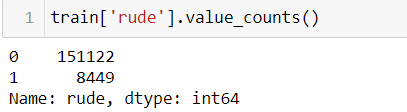 1 train['rude'].value_counts()
0    151122
1      8449
Name: rude, dtype: int64